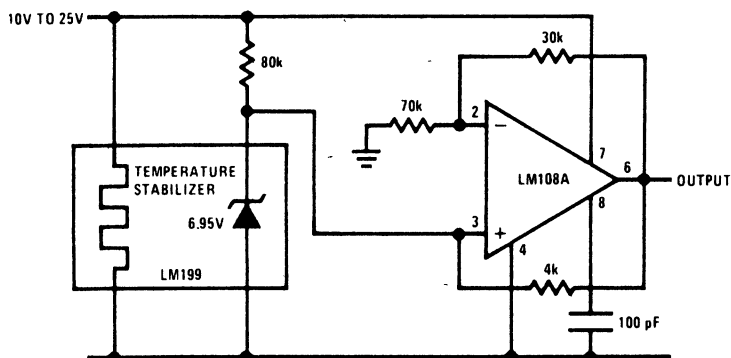 10V TO 25V
80k
30k
70k
2
−
7
TEMPERATURE
STABILIZER
LM108A
6
OUTPUT
8
6.95V
3
+
4
4k
LM199
100 pF